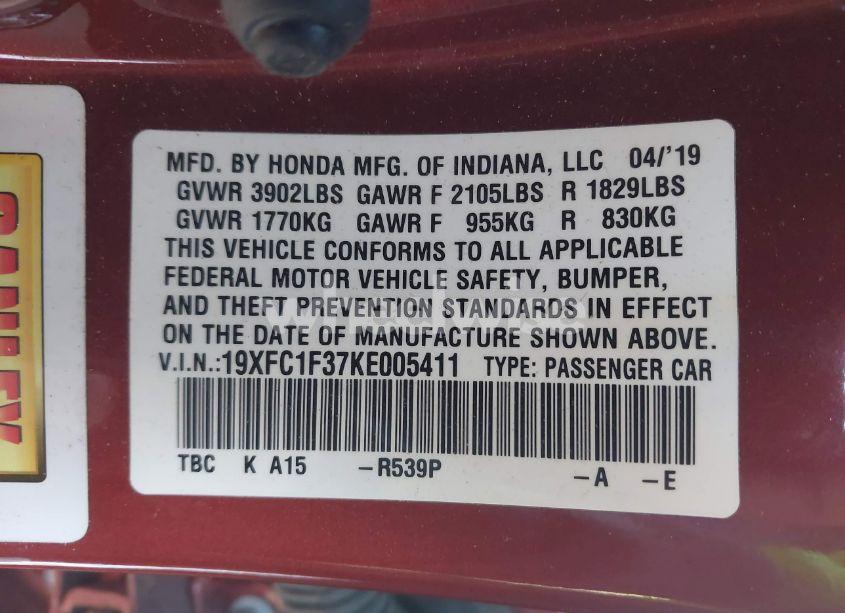 MFD. BY HONDA MFG. OF INDIANA, LLC 04/'19
GVWR 3902LBS GAWR F 2105LBS R 1829LBS
GVWR 1770KG GAWR F 955KG R 830KG
THIS VEHICLE CONFORMS TO ALL APPLICABLE
FEDERAL MOTOR VEHICLE SAFETY, BUMPER,
AND THEFT PREVENTION STANDARDS IN EFFECT
ON THE DATE OF MANUFACTURE SHOWN ABOVE.
V.I.N.:19XFC1F37KE005411 TYPE: PASSENGER CAR
TBC K A15 -R539P -A -E